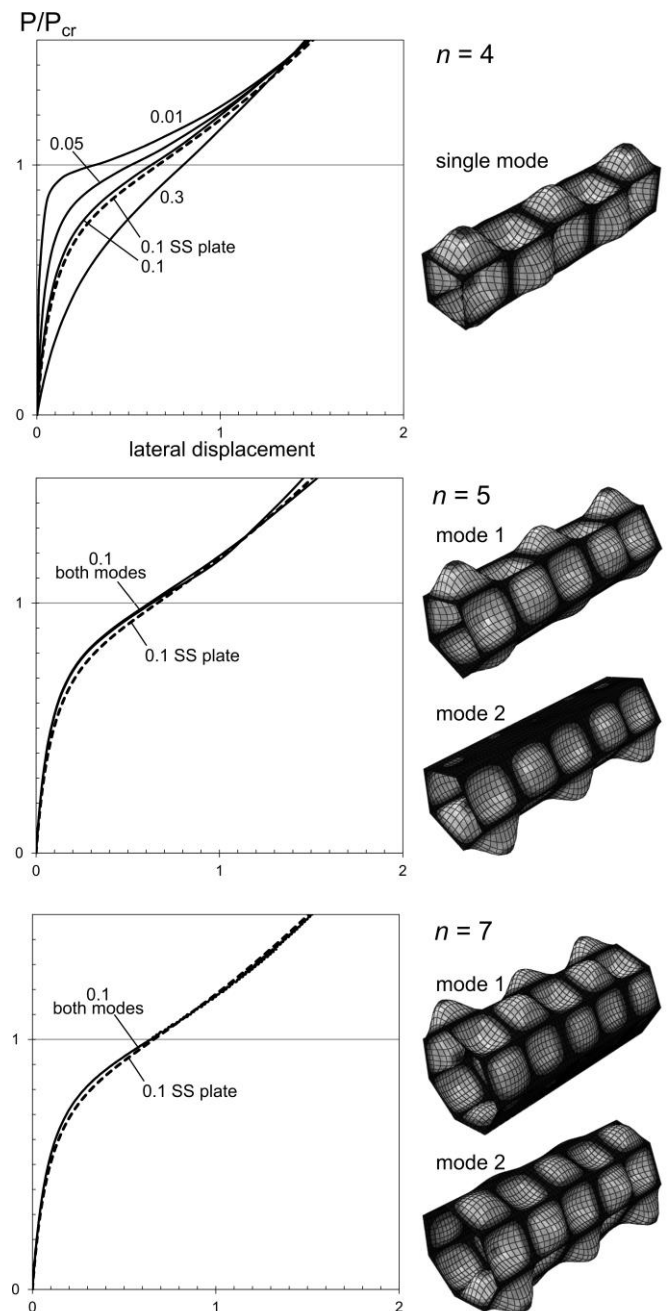 P/Pcr
n = 4
0.01
0.05
1
single mode
0.3
0.1 SS plate
0.1
0
0 1 2
lateral displacement
n = 5
mode 1
0.1
both modes
1
0.1 SS plate
mode 2
0
0 1 2
n = 7
mode 1
0.1
both modes
1
0.1 SS plate
mode 2
0
0 1 2